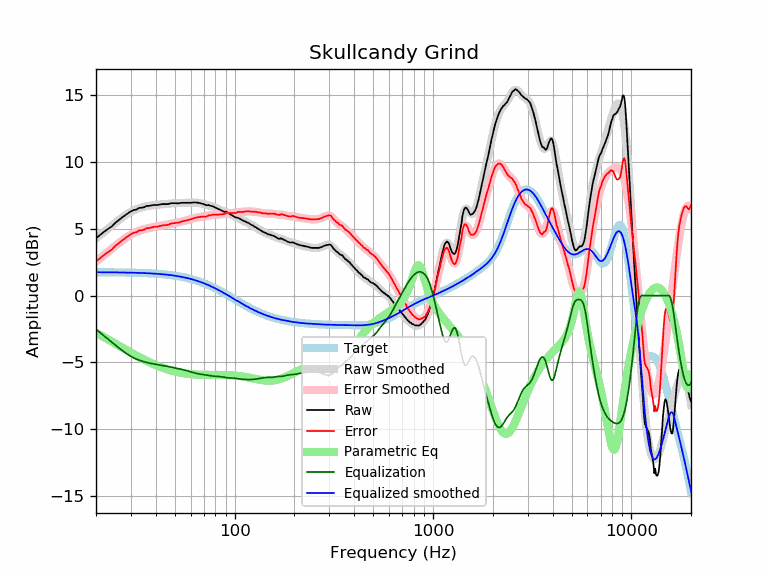 Skullcandy Grind
Amplitude (dBr)
15
10
5
0
−5
−10
−15
Target
Raw Smoothed
Error Smoothed
Raw
Error
Parametric Eq
Equalization
Equalized smoothed
100
1000
10000
Frequency (Hz)